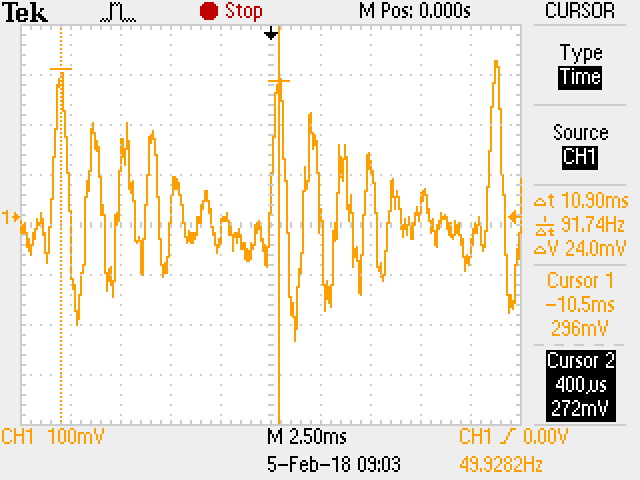 Tek Stop M Pos: 0.000s CURSOR
Type
Time
Source
CH1
Δt 10.90ms
1/Δt 91.74Hz
ΔV 24.0mV
1
Cursor 1
-10.5ms
296mV
Cursor 2
400µs
272mV
CH1 100mV M 2.50ms CH1 0.00V
5-Feb-18 09:03 49.9282Hz